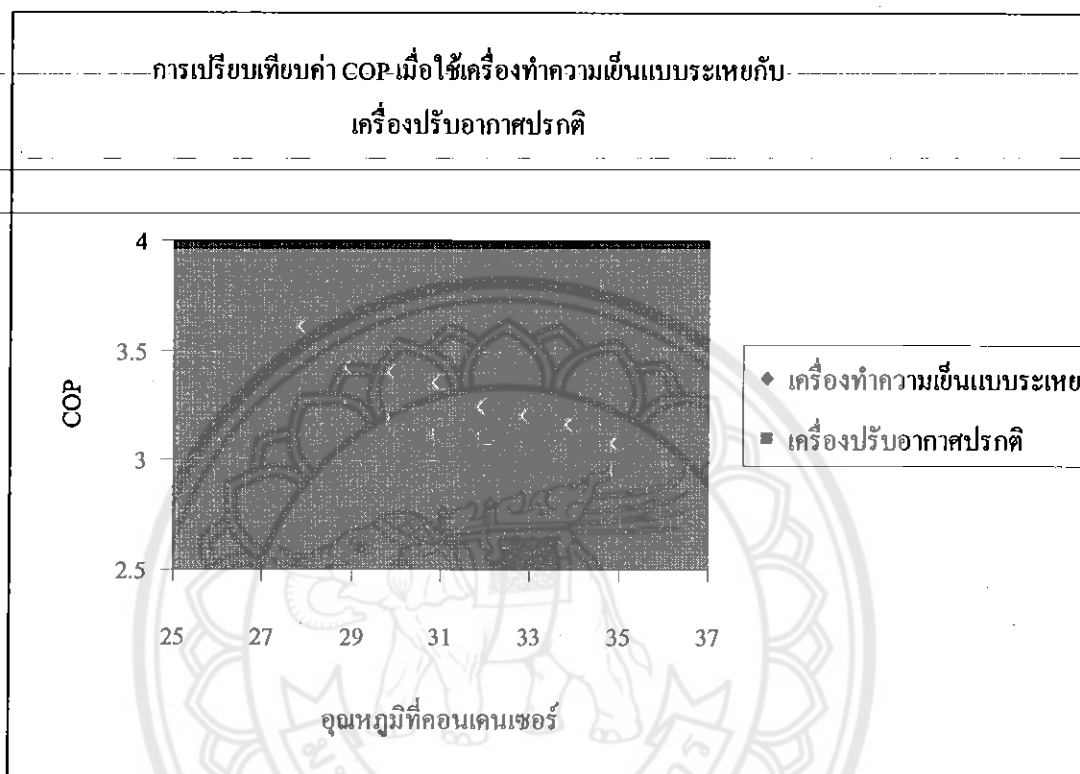 การเปรียบเทียบค่า COP เมื่อใช้เครื่องทำความเย็นแบบระเหยกับ
เครื่องปรับอากาศปรกติ
4
3.5
3
2.5
COP
25 27 29 31 33 35 37
อุณหภูมิที่คอนเดนเซอร์
เครื่องทำความเย็นแบบระเหย
เครื่องปรับอากาศปรกติ